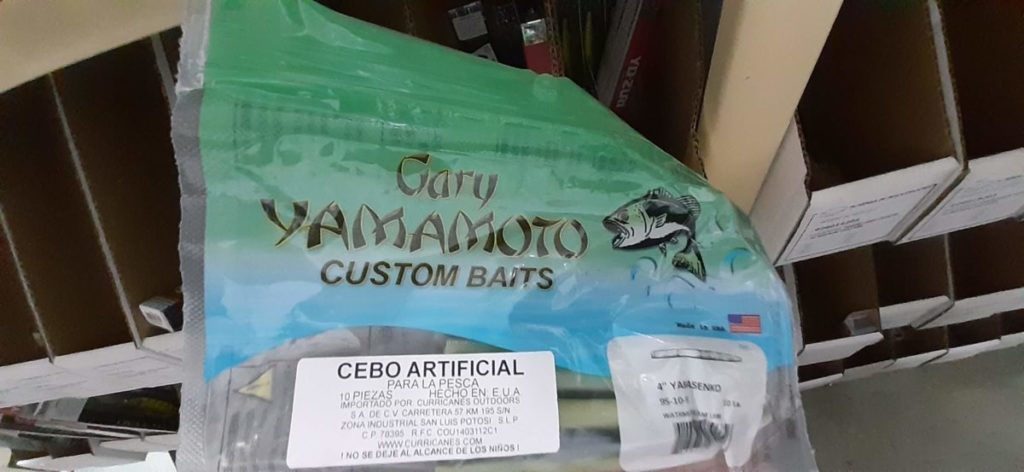 Gary
YAMAMOTO
CUSTOM BAITS
Made in USA
CEBO ARTIFICIAL
PARA LA PESCA
10 PIEZAS HECHO EN E.U.A
IMPORTADO POR: CURRICANES OUTDOORS
S.A. DE C.V. CARRETERA 57 KM 195 S/N
ZONA INDUSTRIAL SAN LUIS POTOSI S.L.P
C.P. 78395 R.F.C. COU1403112C1
WWW.CURRICANES.COM
! NO SE DEJE AL ALCANCE DE LOS NIÑOS !
4" YAMASENKO
9S-10-